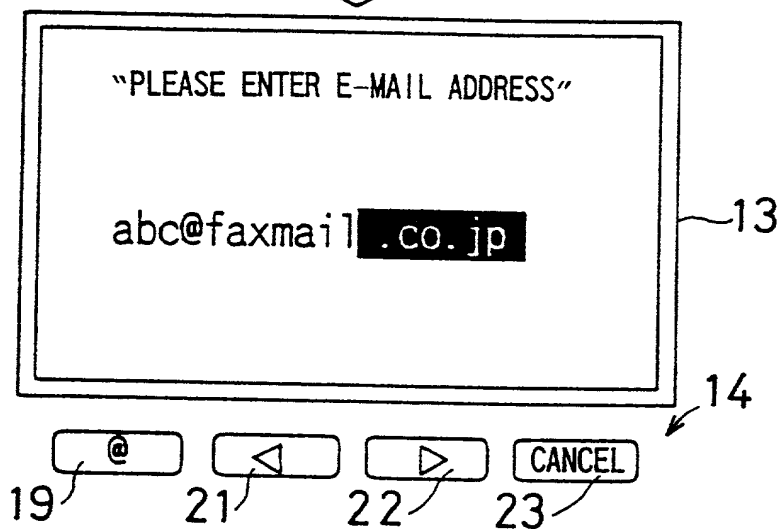 “PLEASE ENTER E-MAIL ADDRESS”
abc@faxmail.co.jp
13
14
@ ◁ ▷ CANCEL
19 21 22 23